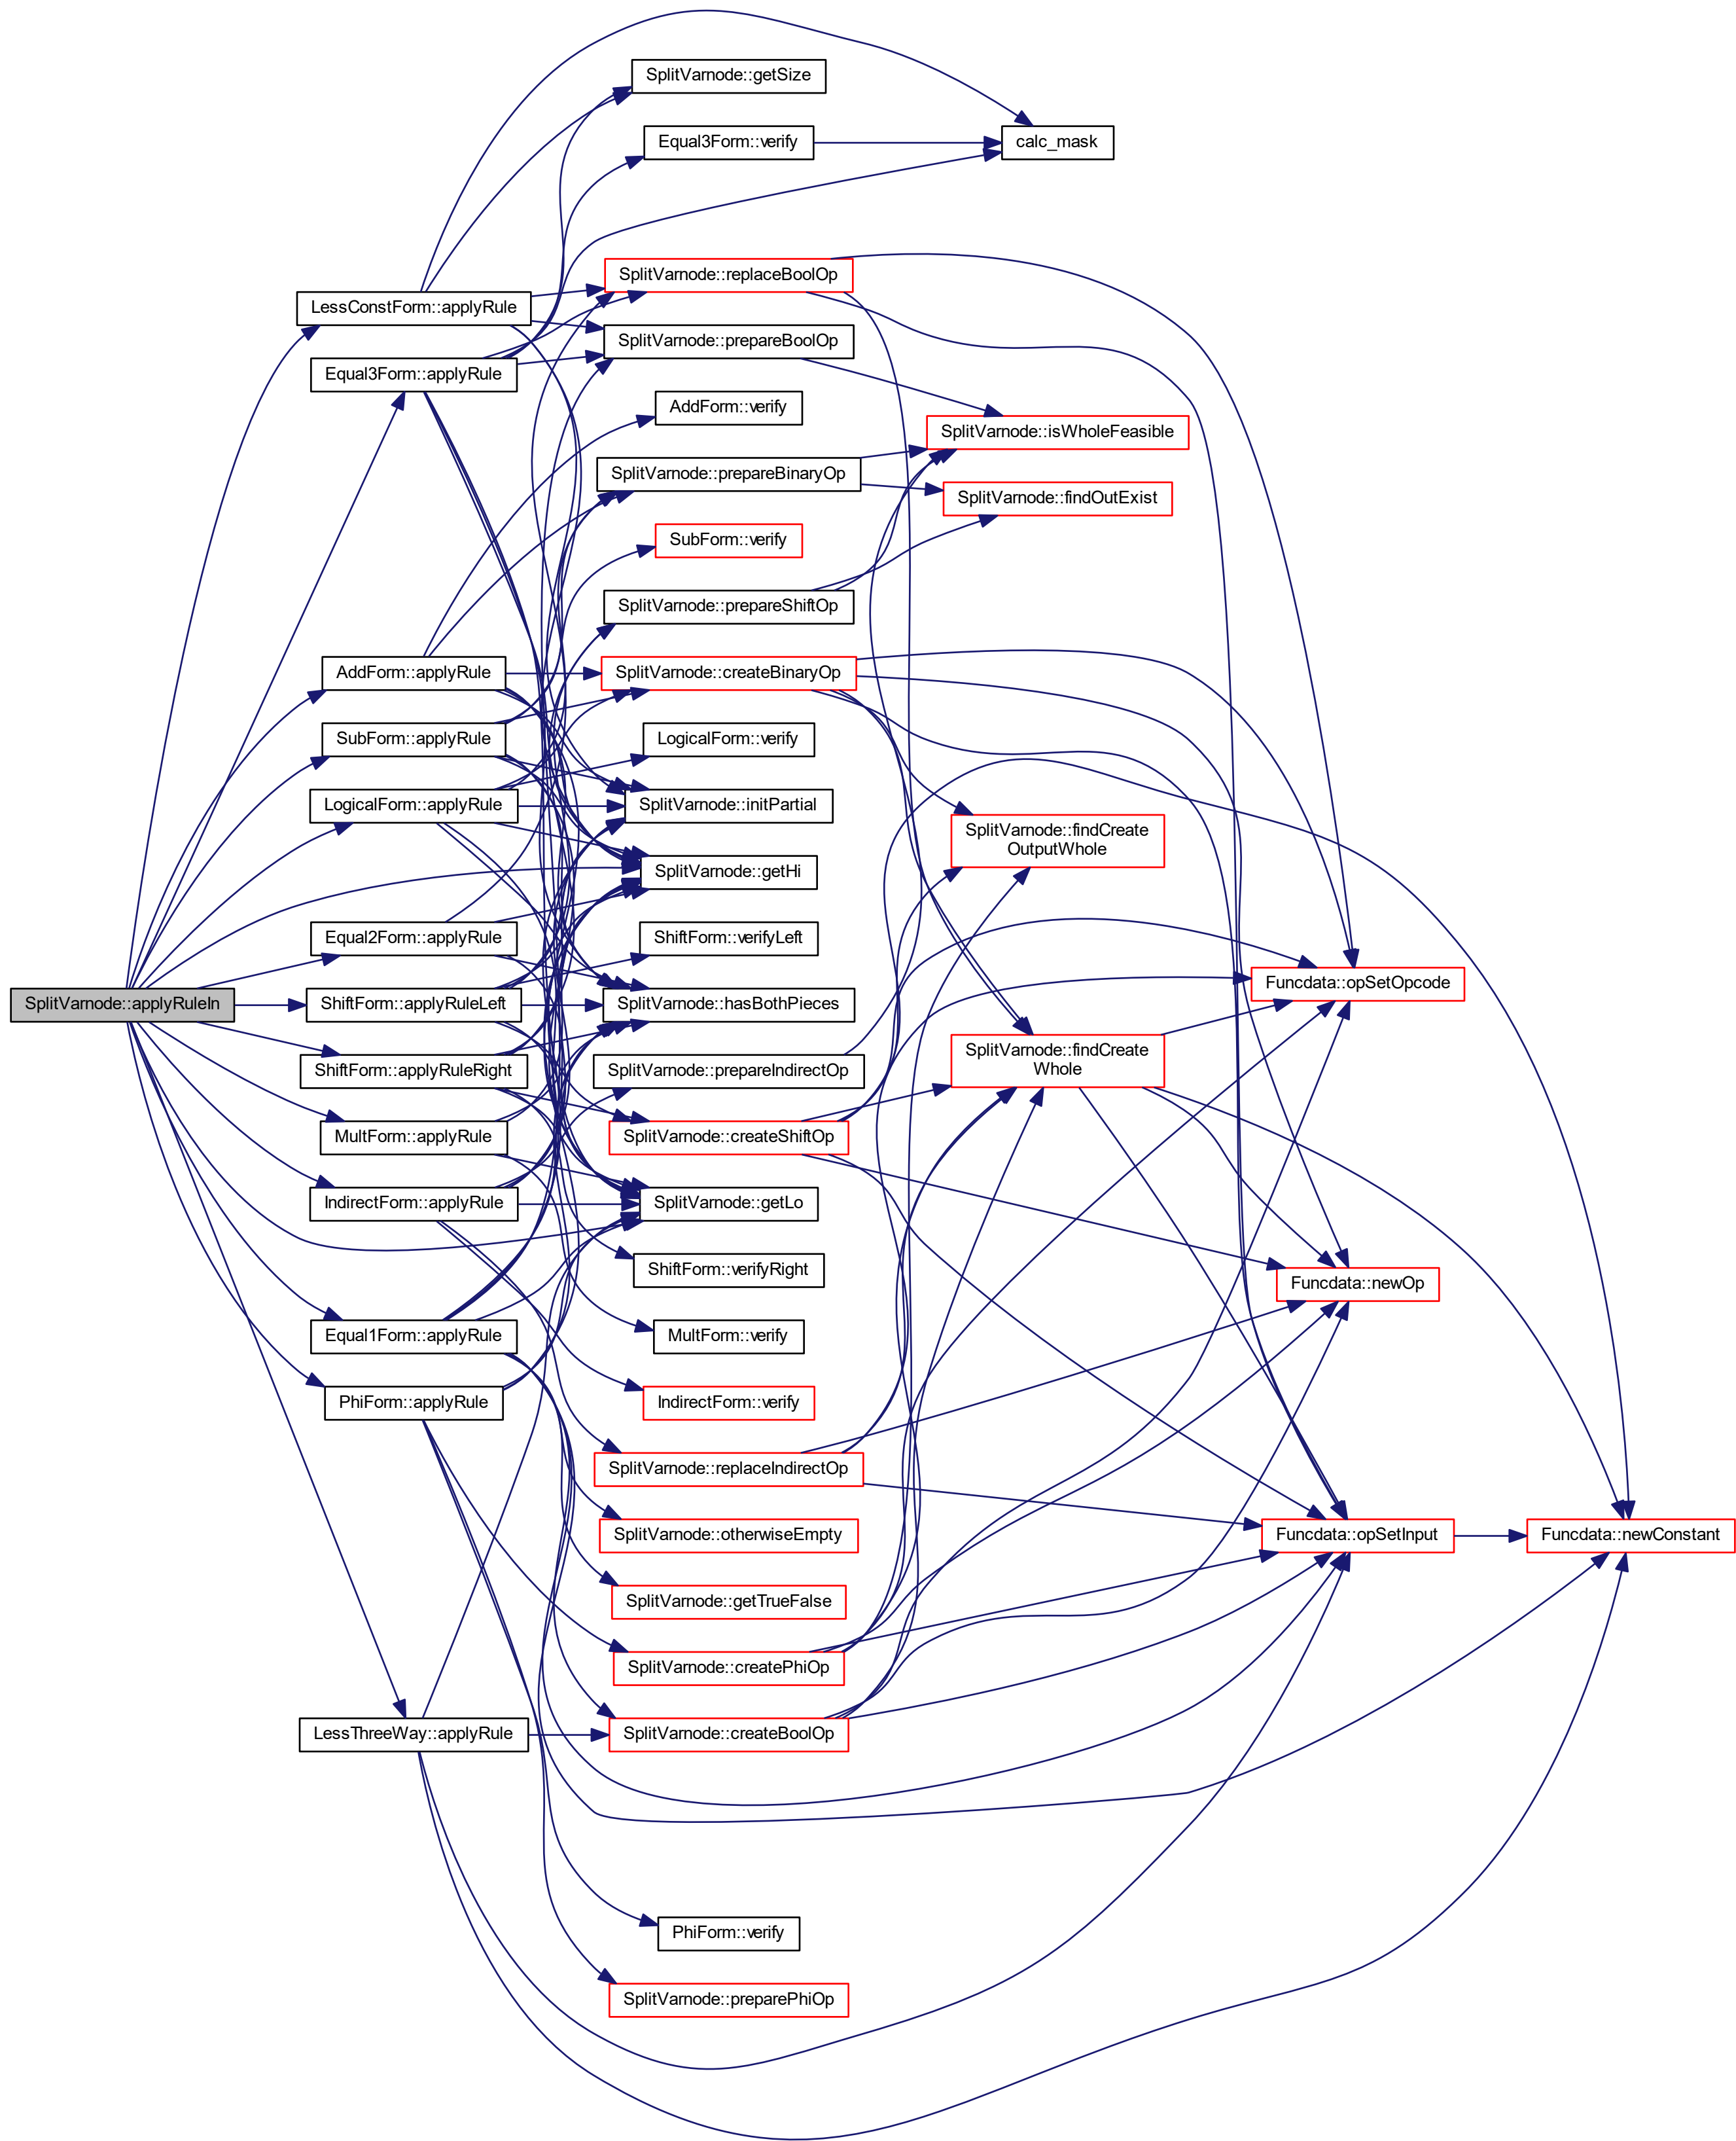 SplitVarnode::getSize
Equal3Form::verify
calc_mask
SplitVarnode::replaceBoolOp
LessConstForm::applyRule
SplitVarnode::prepareBoolOp
Equal3Form::applyRule
AddForm::verify
SplitVarnode::isWholeFeasible
SplitVarnode::prepareBinaryOp
SplitVarnode::findOutExist
SubForm::verify
SplitVarnode::prepareShiftOp
AddForm::applyRule
SplitVarnode::createBinaryOp
SubForm::applyRule
LogicalForm::verify
LogicalForm::applyRule
SplitVarnode::initPartial
SplitVarnode::findCreate
OutputWhole
SplitVarnode::getHi
Equal2Form::applyRule
ShiftForm::verifyLeft
Funcdata::opSetOpcode
SplitVarnode::applyRuleIn
ShiftForm::applyRuleLeft
SplitVarnode::hasBothPieces
SplitVarnode::findCreate
Whole
ShiftForm::applyRuleRight
SplitVarnode::prepareIndirectOp
MultForm::applyRule
SplitVarnode::createShiftOp
IndirectForm::applyRule
SplitVarnode::getLo
ShiftForm::verifyRight
Funcdata::newOp
Equal1Form::applyRule
MultForm::verify
PhiForm::applyRule
IndirectForm::verify
SplitVarnode::replaceIndirectOp
SplitVarnode::otherwiseEmpty
Funcdata::opSetInput
Funcdata::newConstant
SplitVarnode::getTrueFalse
SplitVarnode::createPhiOp
LessThreeWay::applyRule
SplitVarnode::createBoolOp
PhiForm::verify
SplitVarnode::preparePhiOp